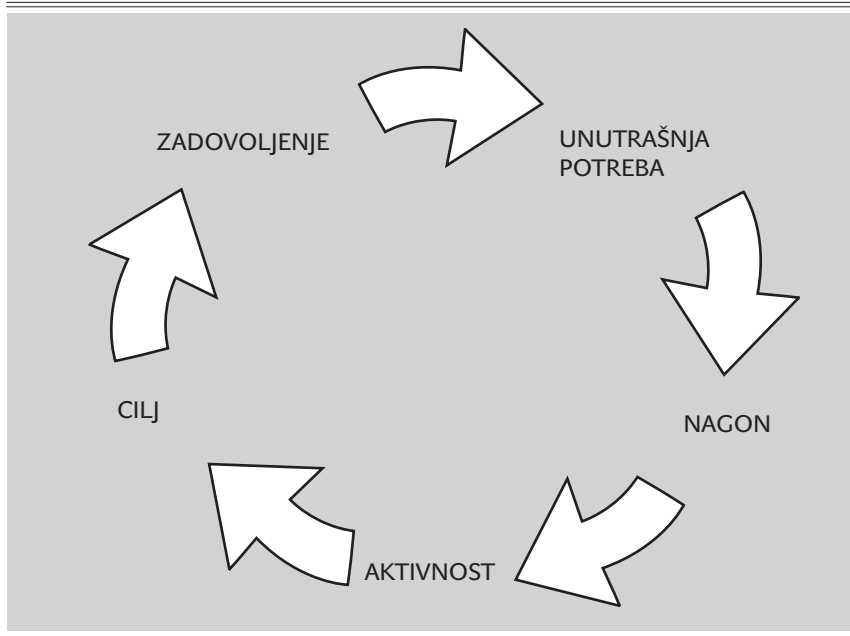 ZADOVOLJENJE
UNUTRAŠNJA
POTREBA
NAGON
AKTIVNOST
CILJ